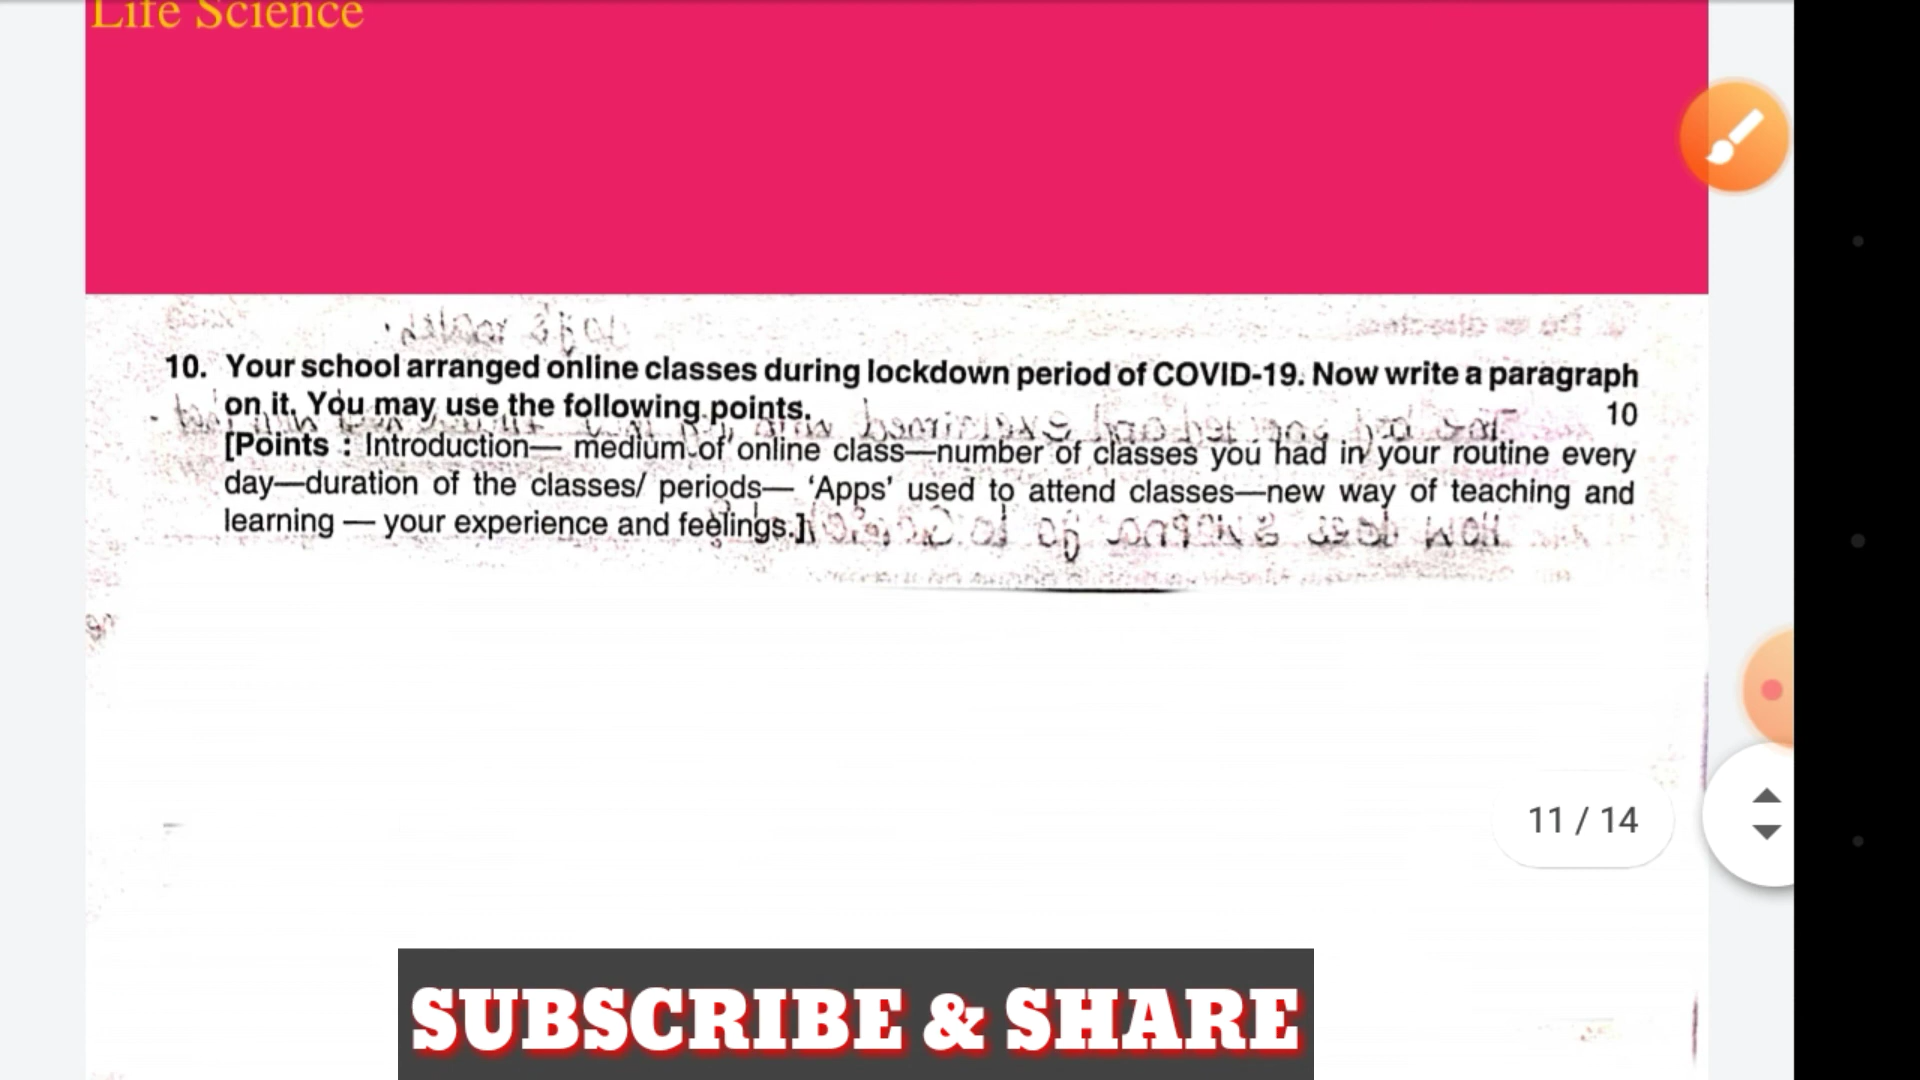 Life Science
10. Your school arranged online classes during lockdown period of COVID-19. Now write a paragraph
on it. You may use the following points. 10
[Points : Introduction— medium of online class—number of classes you had in your routine every
day—duration of the classes/ periods— ‘Apps’ used to attend classes—new way of teaching and
learning — your experience and feelings.]
11 / 14
SUBSCRIBE & SHARE